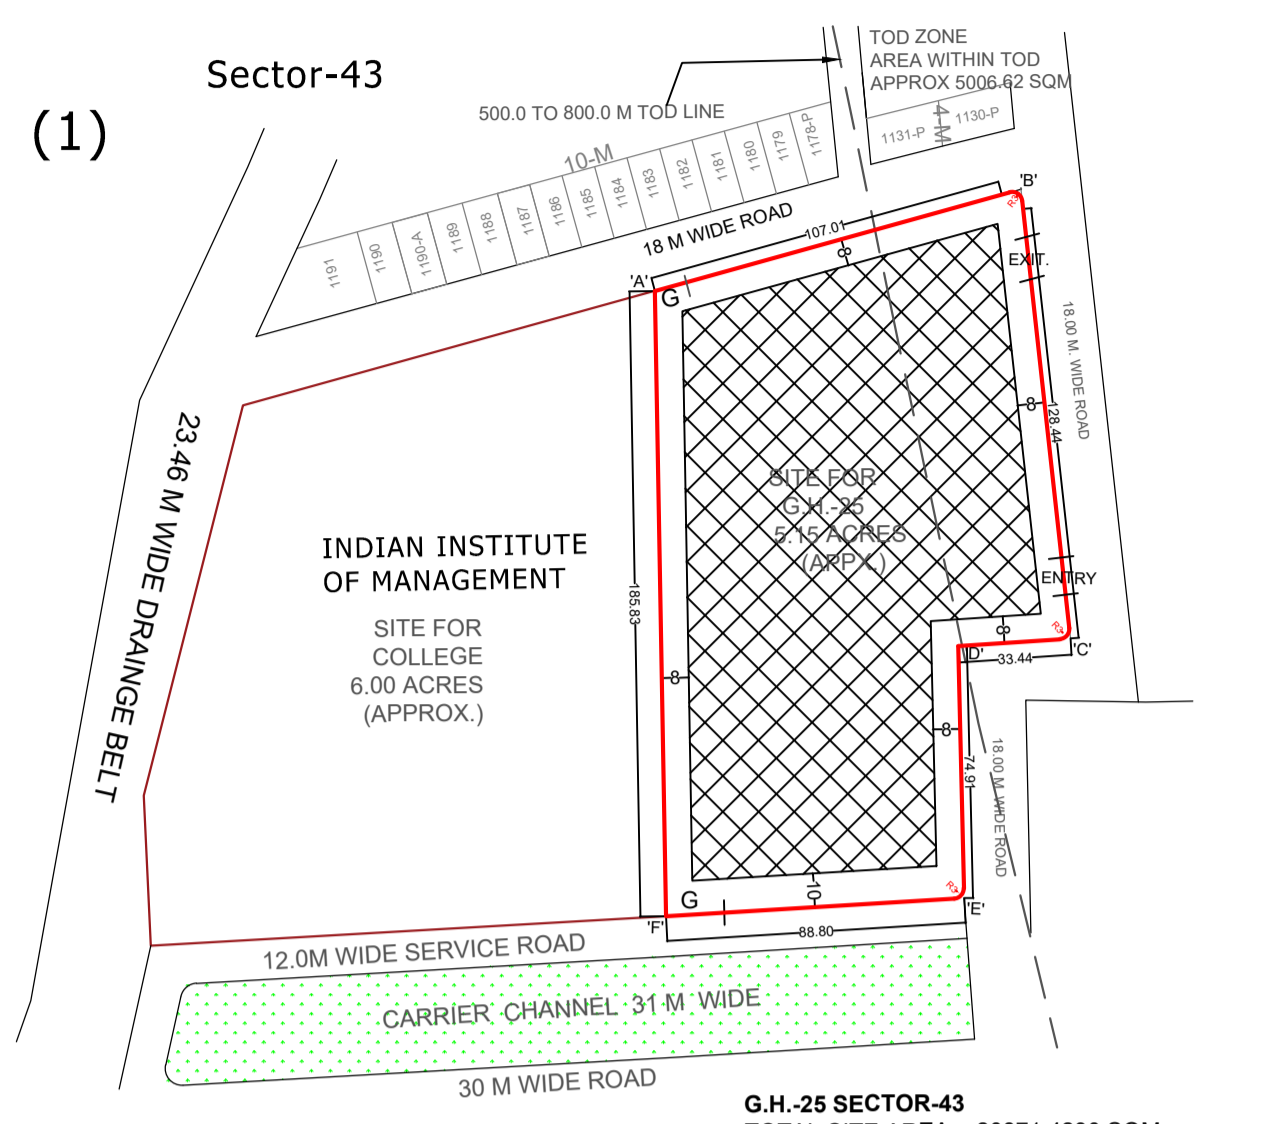 Sector-43
(1)
TOD ZONE
AREA WITHIN TOD
APPROX 5006.62 SQM
500.0 TO 800.0 M TOD LINE
10-M
4-M
1131-P
1130-P
1191
1190
1190-A
1189
1188
1187
1186
1185
1184
1183
1182
1181
1180
1179
1178-P
18 M WIDE ROAD
107.01
'A'
'B'
R3
G
8
EXIT.
18.00 M. WIDE ROAD
8
128.44
SITE FOR
G.H.-25
5.15 ACRES
(APPX.)
23.46 M WIDE DRAINGE BELT
INDIAN INSTITUTE
OF MANAGEMENT
SITE FOR
COLLEGE
6.00 ACRES
(APPROX.)
185.83
8
ENTRY
8
R3
'C'
D'
33.44
8
74.91
18.00 M. WIDE ROAD
10
R3
G
'E'
'F'
88.80
12.0M WIDE SERVICE ROAD
CARRIER CHANNEL 31 M WIDE
30 M WIDE ROAD
G.H.-25 SECTOR-43